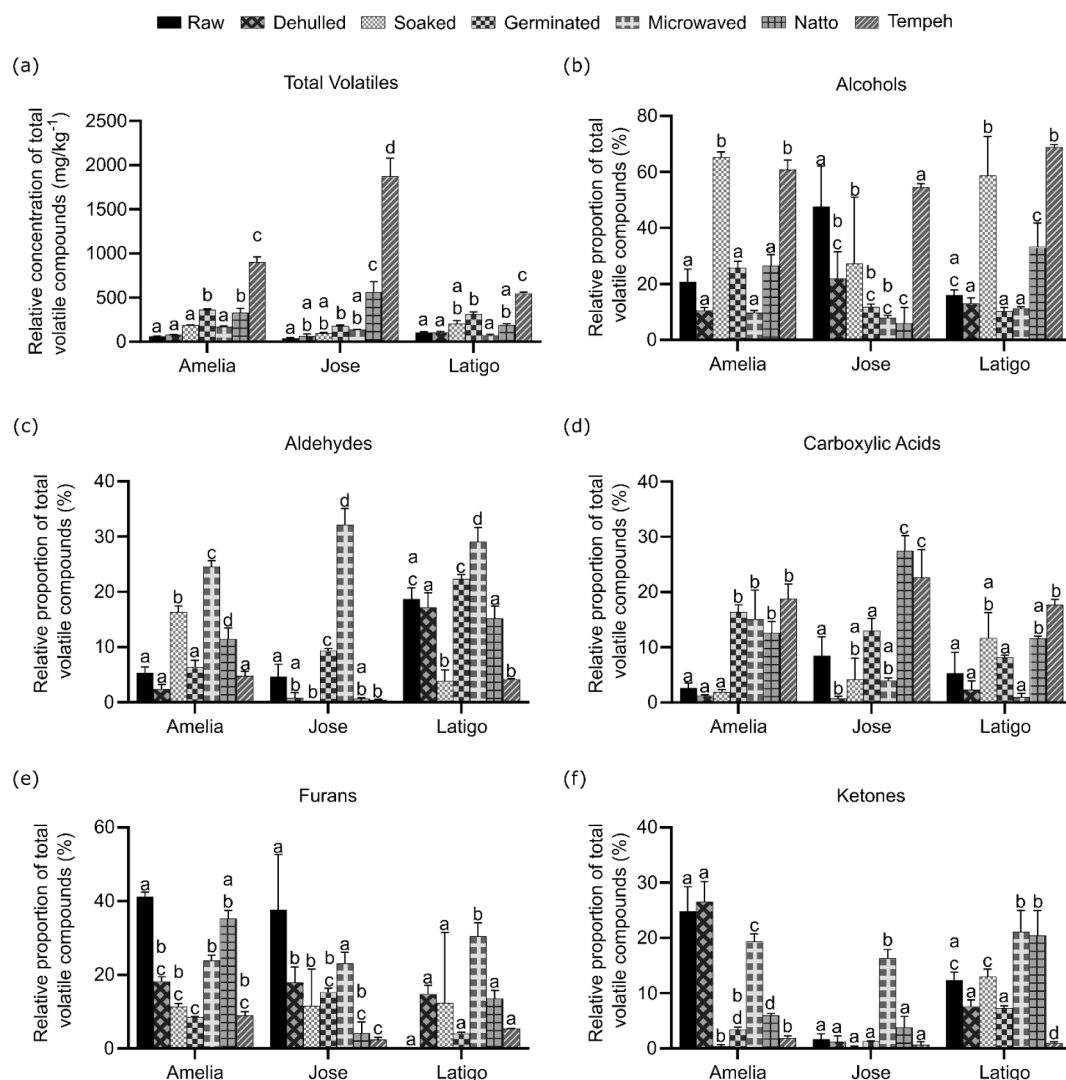 Raw Dehulled Soaked Germinated Microwaved Natto Tempeh
(a)
Total Volatiles
Relative concentration of total
volatile compounds (mg/kg⁻¹)
2500
2000
1500
1000
500
0
a a a b a b c
a a b a b b a b c d
a a a b b a a b c
Amelia Jose Latigo
(b)
Alcohols
Relative proportion of total
volatile compounds (%)
80
60
40
20
0
a a b a a a b
a b c b b c b c c a
a c a b a a c b
Amelia Jose Latigo
(c)
Aldehydes
Relative proportion of total
volatile compounds (%)
40
30
20
10
0
a a b a c d a
a a b b c d a b a b
a c a b c d a b
Amelia Jose Latigo
(d)
Carboxylic Acids
Relative proportion of total
volatile compounds (%)
40
30
20
10
0
a a a b b b b
a b a b a a b c c
a a a b a a a b b
Amelia Jose Latigo
(e)
Furans
Relative proportion of total
volatile compounds (%)
60
40
20
0
a b c b c c b a b b c
a b b b c a b c c
a a a a b a a
Amelia Jose Latigo
(f)
Ketones
Relative proportion of total
volatile compounds (%)
40
30
20
10
0
a a b b d c d b
a a a a b a a
a c a c a b b d
Amelia Jose Latigo